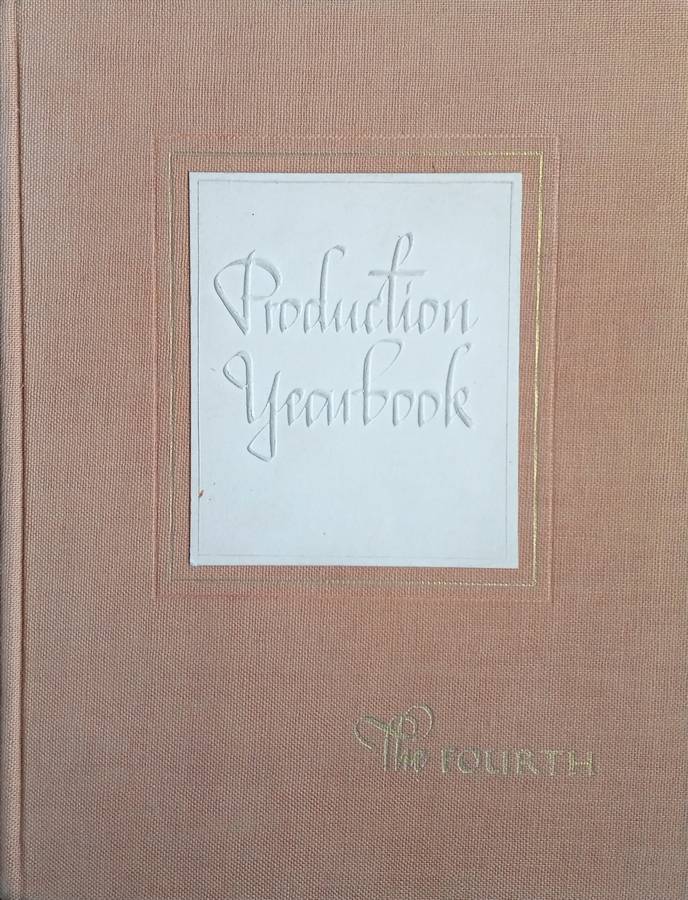 Production
Yearbook
The FOURTH